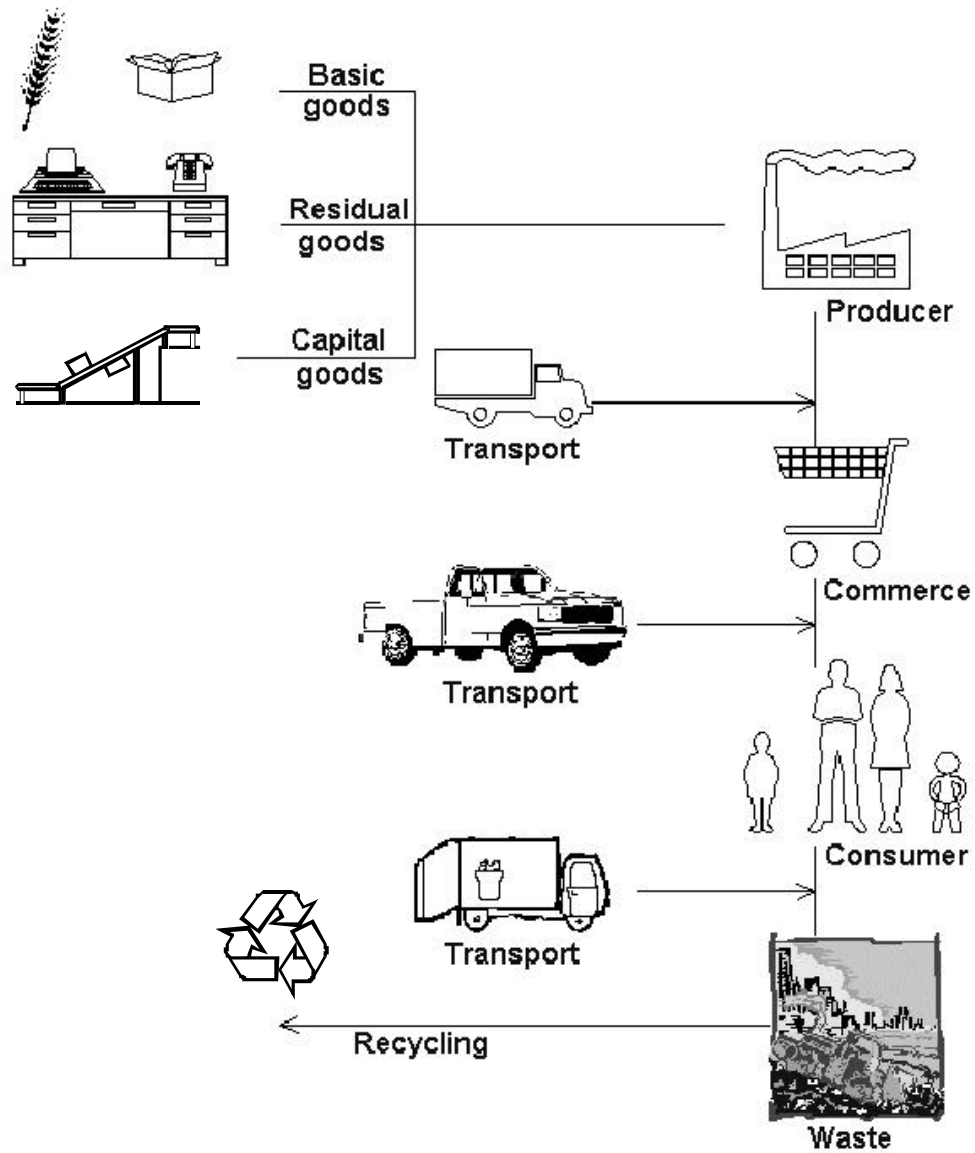 Basic
goods
Residual
goods
Capital
goods
Producer
Transport
Commerce
Transport
Consumer
Transport
Recycling
Waste